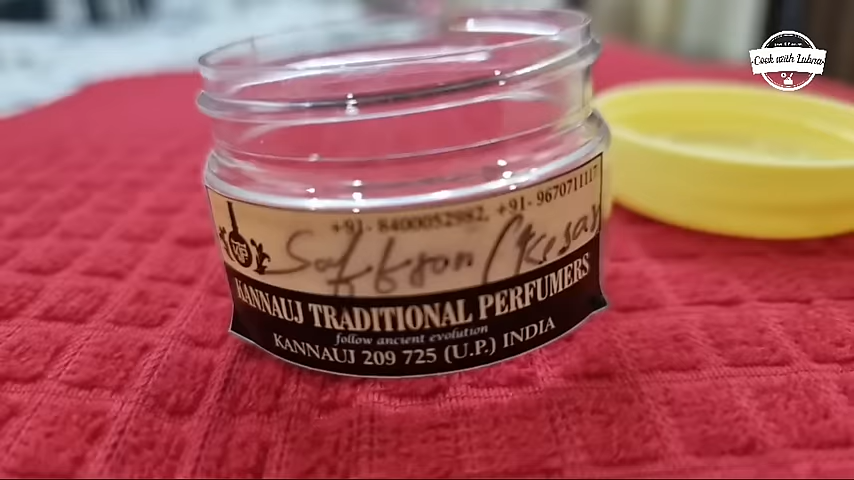 Cook with Lubna
+91- 8400052982, +91- 9670711117
Saffron (Kesar
KANNAUJ TRADITIONAL PERFUMERS
follow ancient evolution
KANNAUJ 209 725 (U.P.) INDIA